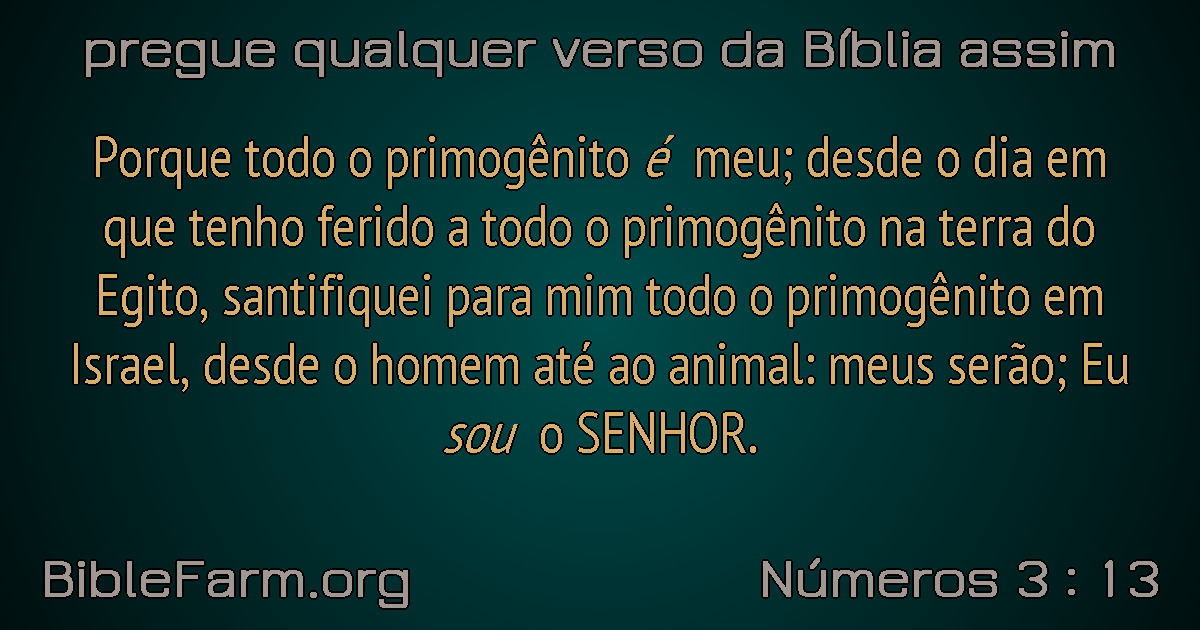 pregue qualquer verso da Bíblia assim
Porque todo o primogênito é meu; desde o dia em
que tenho ferido a todo o primogênito na terra do
Egito, santifiquei para mim todo o primogênito em
Israel, desde o homem até ao animal: meus serão; Eu
sou o SENHOR.
BibleFarm.org
Números 3 : 13